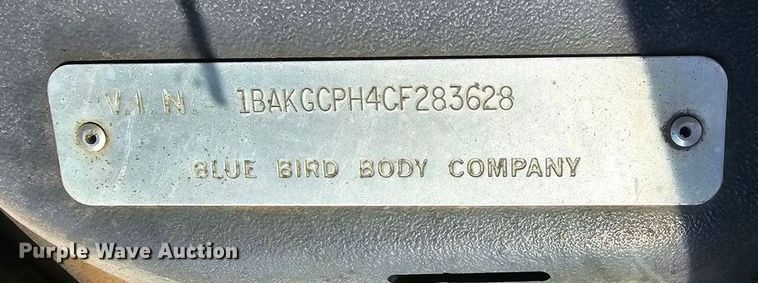 V.I.N.- 1BAKGCPH4CF283628
BLUE BIRD BODY COMPANY
Purple Wave Auction